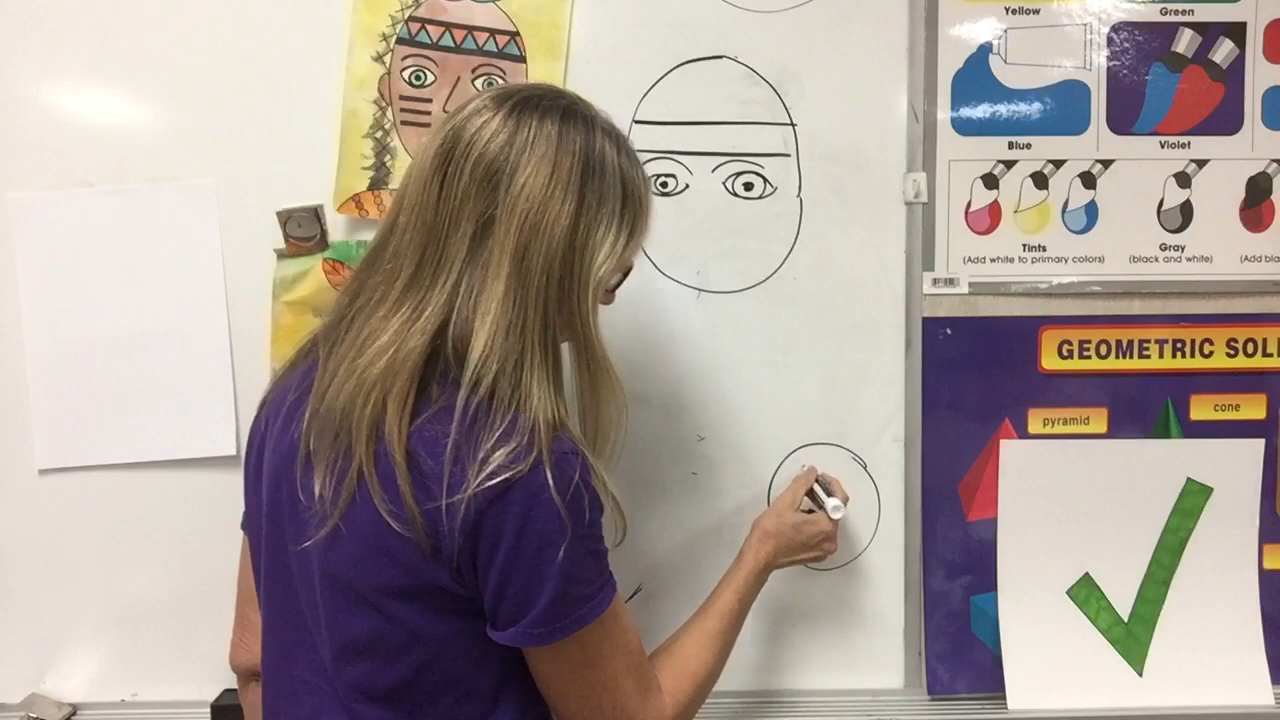 Yellow Green
Blue Violet
Tints Gray
(Add white to primary colors) (black and white) (Add bla
GEOMETRIC SOLI
pyramid cone